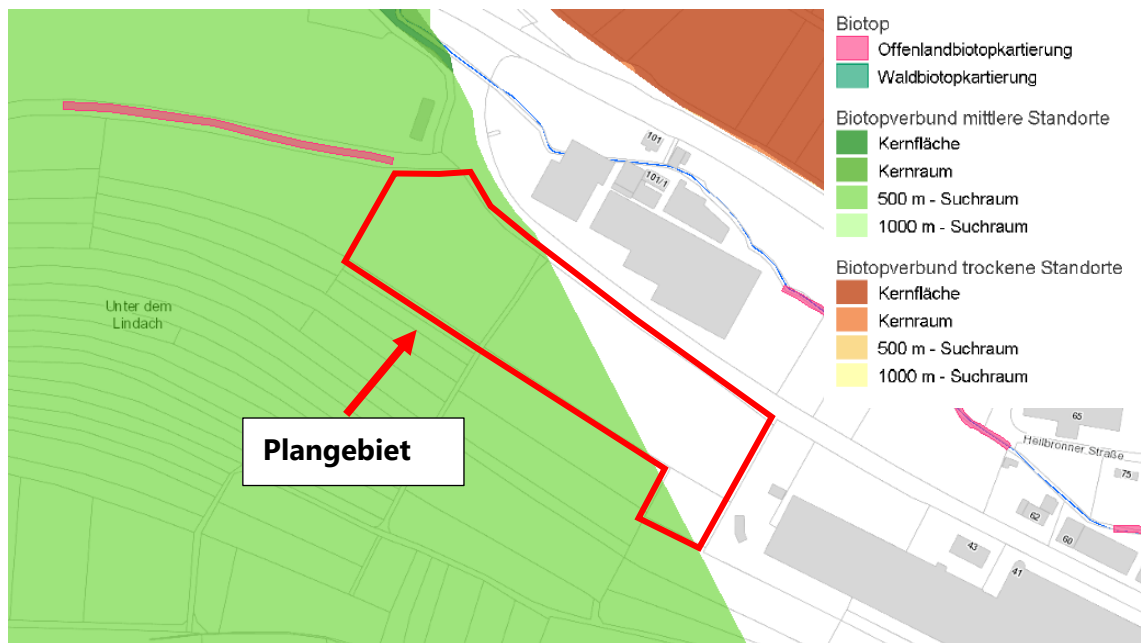 Biotop
Offenlandbiotopkartierung
Waldbiotopkartierung
Biotopverbund mittlere Standorte
Kernfläche
Kernraum
500 m - Suchraum
1000 m - Suchraum
Biotopverbund trockene Standorte
Kernfläche
Kernraum
500 m - Suchraum
1000 m - Suchraum
101
101/1
Unter dem
Lindach
Plangebiet
65
Heilbronner Straße
75
62
60
43
41